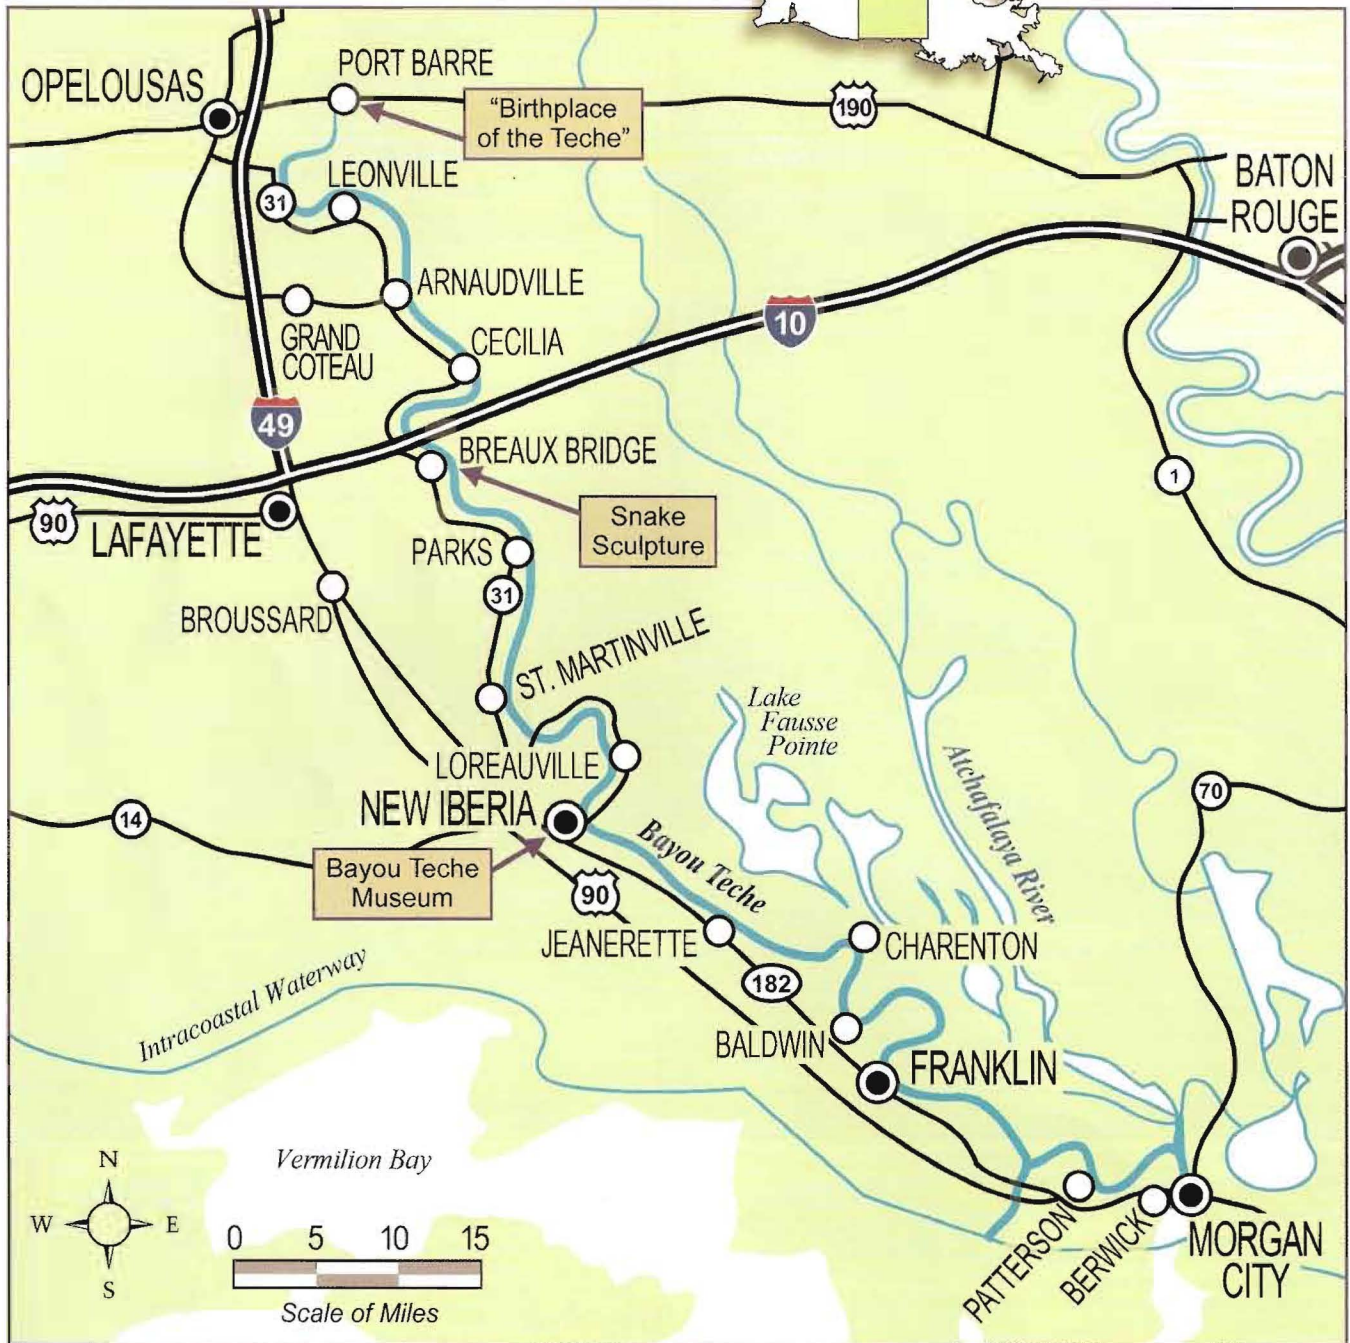 PORT BARRE
OPELOUSAS
"Birthplace
of the Teche"
190
BATON
ROUGE
LEONVILLE
31
ARNAUDVILLE
GRAND
COTEAU
CECILIA
10
49
BREAUX BRIDGE
1
90
LAFAYETTE
Snake
Sculpture
PARKS
31
BROUSSARD
ST. MARTINVILLE
Lake
Fausse
Pointe
LOREAUVILLE
Atchafalaya River
70
NEW IBERIA
14
Bayou Teche
Bayou Teche
Museum
90
JEANERETTE
CHARENTON
182
Intracoastal Waterway
BALDWIN
FRANKLIN
Vermilion Bay
N
W
E
S
0 5 10 15
Scale of Miles
PATTERSON
BERWICK
MORGAN
CITY